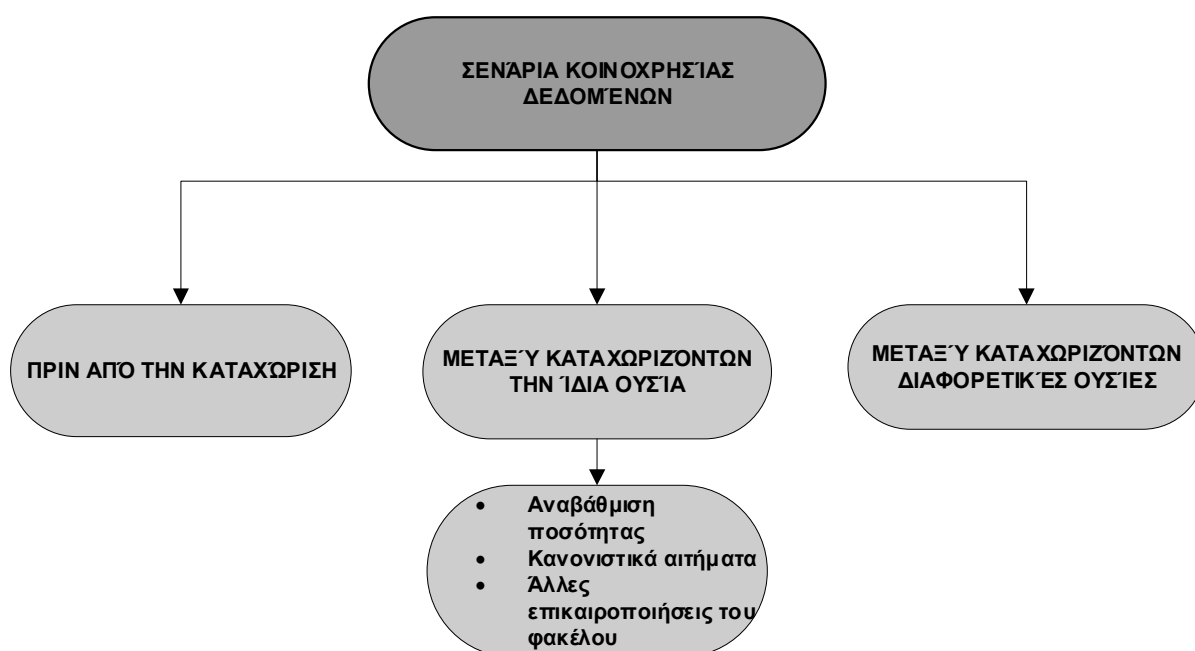 ΣΕΝΆΡΙΑ ΚΟΙΝΟΧΡΗΣΊΑΣ
ΔΕΔΟΜΈΝΩΝ
ΠΡΙΝ ΑΠΌ ΤΗΝ ΚΑΤΑΧΏΡΙΣΗ
ΜΕΤΑΞΎ ΚΑΤΑΧΩΡΙΖΌΝΤΩΝ
ΤΗΝ ΊΔΙΑ ΟΥΣΊΑ
ΜΕΤΑΞΎ ΚΑΤΑΧΩΡΙΖΌΝΤΩΝ
ΔΙΑΦΟΡΕΤΙΚΈΣ ΟΥΣΊΕΣ
• Αναβάθμιση
ποσότητας
• Κανονιστικά αιτήματα
• Άλλες
επικαιροποιήσεις του
φακέλου